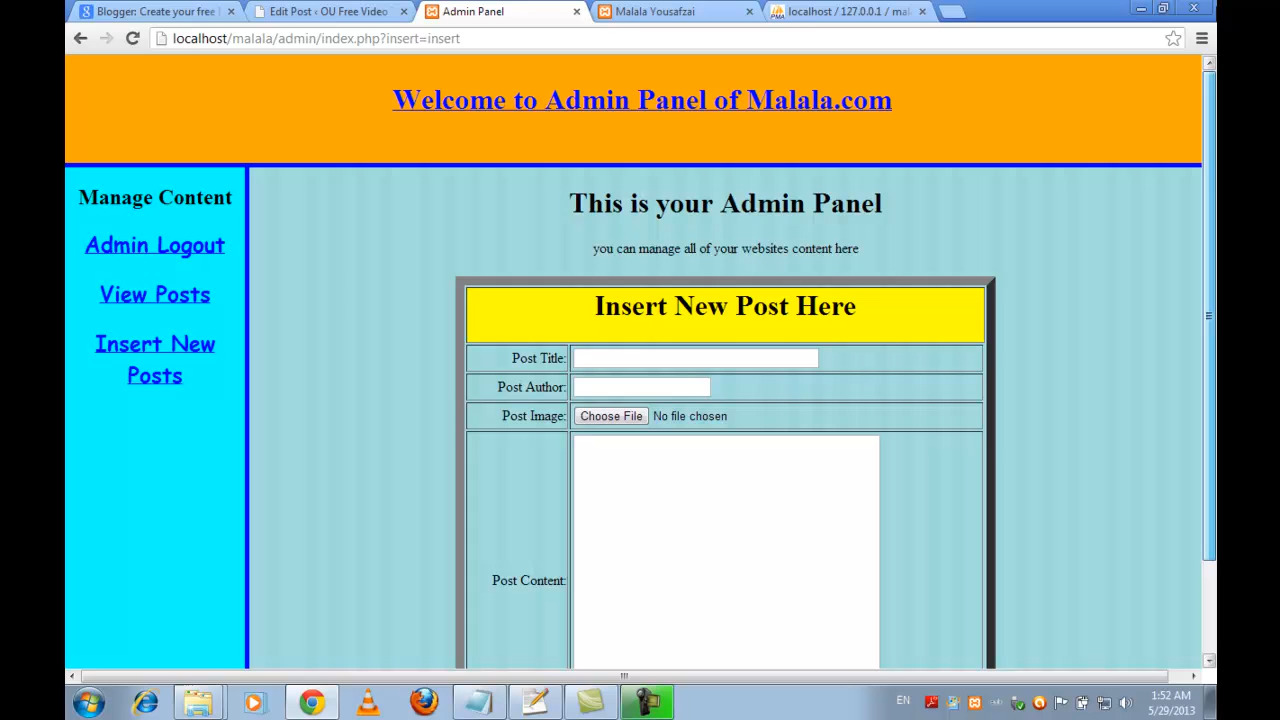 Blogger: Create your free
Edit Post ‹ OU Free Video
Admin Panel
Malala Yousafzai
localhost / 127.0.0.1 / mal
localhost/malala/admin/index.php?insert=insert
Welcome to Admin Panel of Malala.com
Manage Content
Admin Logout
View Posts
Insert New
Posts
This is your Admin Panel
you can manage all of your websites content here
Insert New Post Here
Post Title:
Post Author:
Post Image: Choose File No file chosen
Post Content:
EN
1:52 AM
5/29/2013